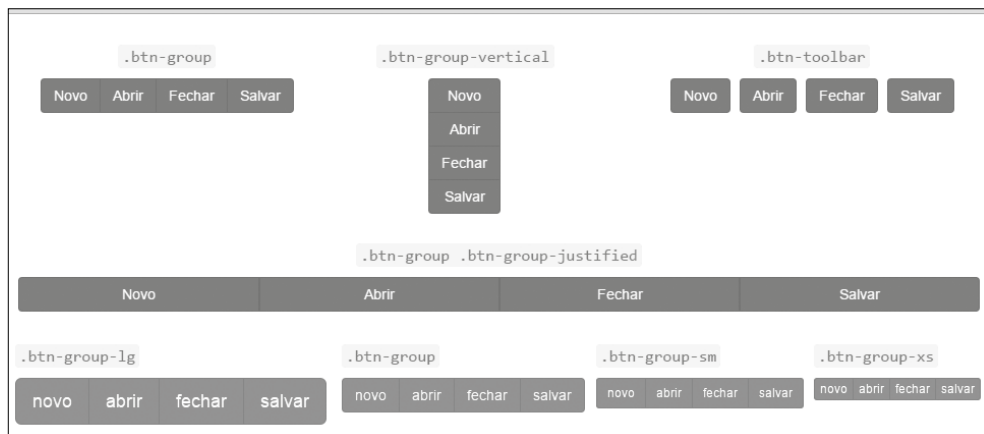 .btn-group
Novo Abrir Fechar Salvar
.btn-group-vertical
Novo
Abrir
Fechar
Salvar
.btn-toolbar
Novo Abrir Fechar Salvar
.btn-group .btn-group-justified
Novo Abrir Fechar Salvar
.btn-group-lg
novo abrir fechar salvar
.btn-group
novo abrir fechar salvar
.btn-group-sm
novo abrir fechar salvar
.btn-group-xs
novo abrir fechar salvar